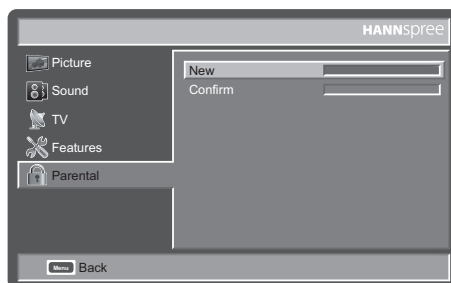 HANNspree
Picture
Sound
TV
Features
Parental
New
Confirm
Menu Back